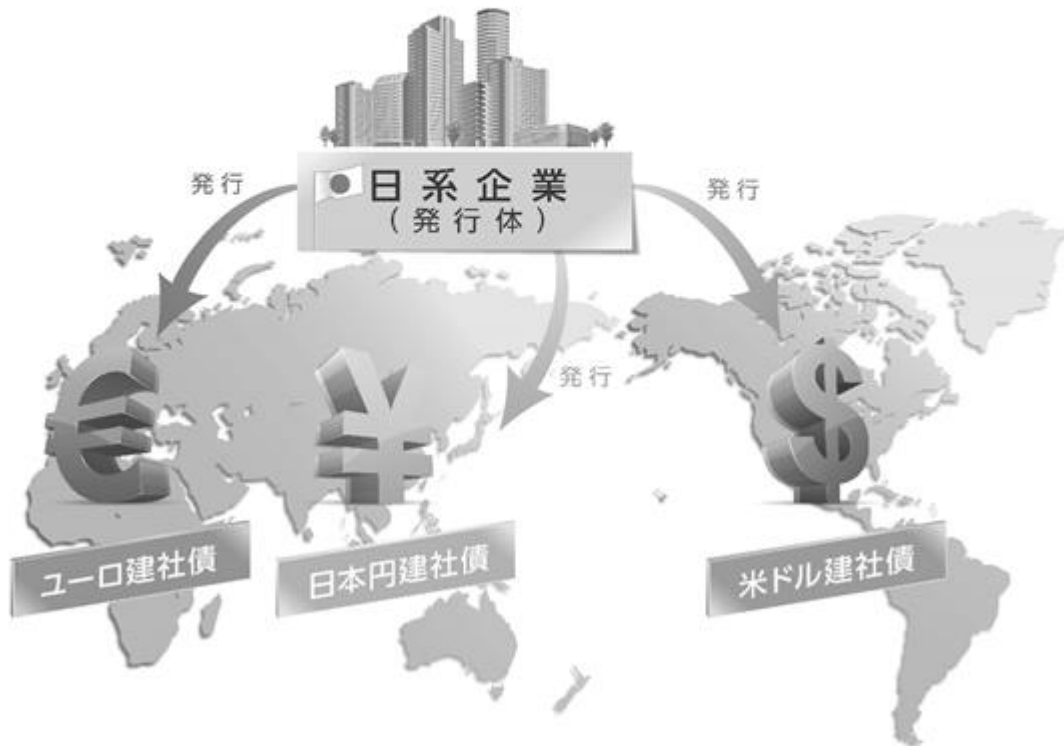 発行
日系企業
(発行体)
発行
発行
ユーロ建社債
日本円建社債
米ドル建社債